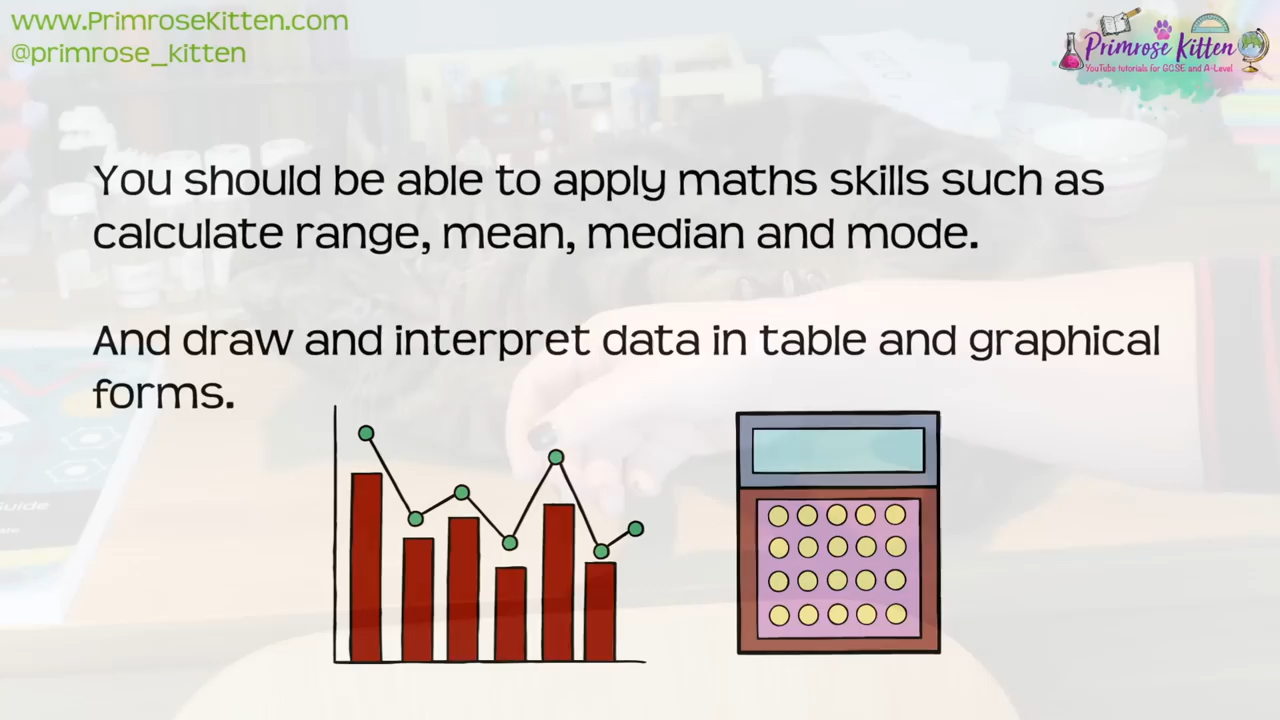 www.PrimroseKitten.com
@primrose_kitten
Primrose Kitten
YouTube tutorials for GCSE and A-Level
You should be able to apply maths skills such as
calculate range, mean, median and mode.
And draw and interpret data in table and graphical
forms.
uide